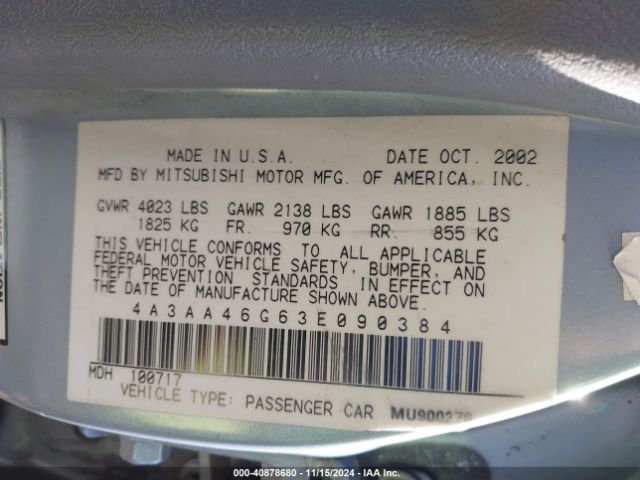 MADE IN U.S.A. DATE OCT. 2002
MFD BY MITSUBISHI MOTOR MFG. OF AMERICA, INC.
GVWR 4023 LBS GAWR 2138 LBS GAWR 1885 LBS
1825 KG FR. 970 KG RR. 855 KG
THIS VEHICLE CONFORMS TO ALL APPLICABLE
FEDERAL MOTOR VEHICLE SAFETY, BUMPER, AND
THEFT PREVENTION STANDARDS IN EFFECT ON
THE DATE OF MANUFACTURE SHOWN ABOVE.
4A3AA46G63E090384
MDH 100717
VEHICLE TYPE: PASSENGER CAR
000-40878680 - 11/15/2024 - IAA Inc.